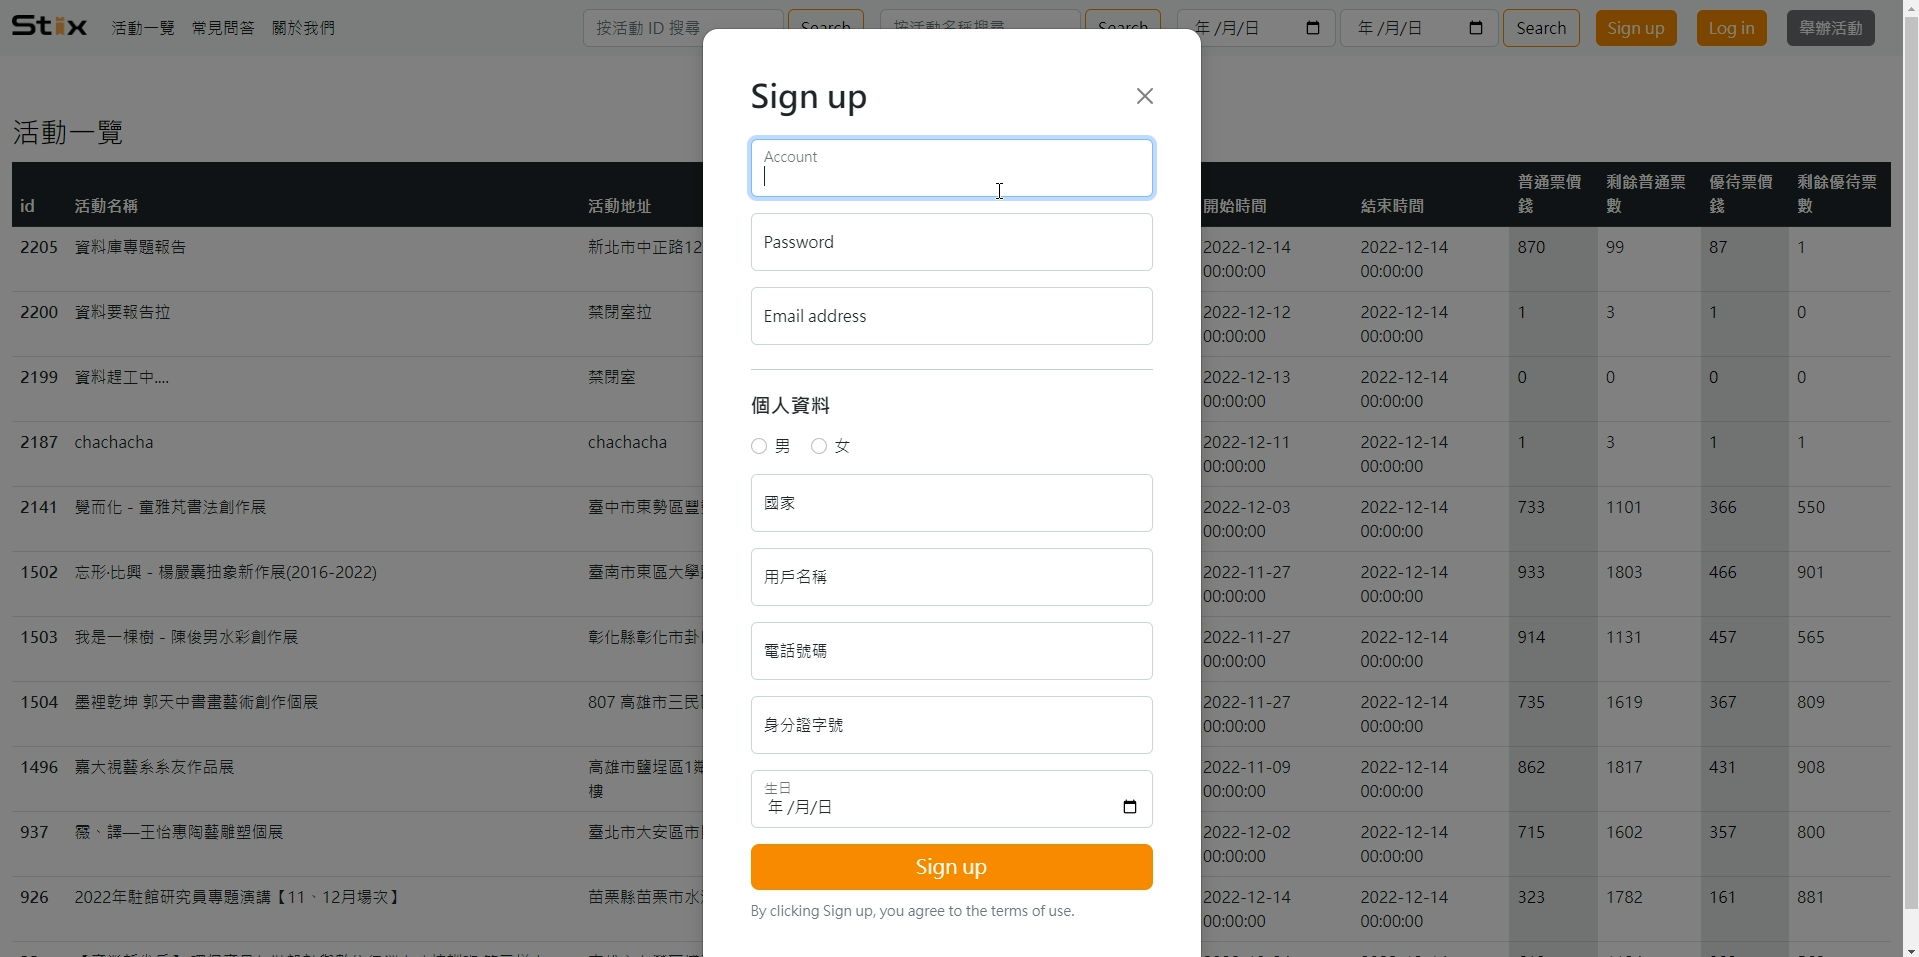 Stix 活動一覽 常見問答 關於我們 按活動 ID 搜尋 Search 按活動名稱搜尋 Search 年 /月/日 年 /月/日 Search Sign up Log in 舉辦活動
活動一覽
id 活動名稱 活動地址 開始時間 結束時間 普通票價錢 剩餘普通票數 優待票價錢 剩餘優待票數
2205 資料庫專題報告 新北市中正路12 2022-12-14 00:00:00 2022-12-14 00:00:00 870 99 87 1
2200 資料要報告拉 禁閉室拉 2022-12-12 00:00:00 2022-12-14 00:00:00 1 3 1 0
2199 資料趕工中.... 禁閉室 2022-12-13 00:00:00 2022-12-14 00:00:00 0 0 0 0
2187 chachacha chachacha 2022-12-11 00:00:00 2022-12-14 00:00:00 1 3 1 1
2141 覺而化 - 童雅芃書法創作展 臺中市東勢區豐 2022-12-03 00:00:00 2022-12-14 00:00:00 733 1101 366 550
1502 忘形·比興 - 楊嚴囊抽象新作展(2016-2022) 臺南市東區大學 2022-11-27 00:00:00 2022-12-14 00:00:00 933 1803 466 901
1503 我是一棵樹 - 陳俊男水彩創作展 彰化縣彰化市卦 2022-11-27 00:00:00 2022-12-14 00:00:00 914 1131 457 565
1504 墨裡乾坤 郭天中書畫藝術創作個展 807 高雄市三民 2022-11-27 00:00:00 2022-12-14 00:00:00 735 1619 367 809
1496 嘉大視藝系系友作品展 高雄市鹽埕區1 樓 2022-11-09 00:00:00 2022-12-14 00:00:00 862 1817 431 908
937 霰、譯—王怡惠陶藝雕塑個展 臺北市大安區市 2022-12-02 00:00:00 2022-12-14 00:00:00 715 1602 357 800
926 2022年駐館研究員專題演講【11、12月場次】 苗栗縣苗栗市水 2022-12-14 00:00:00 2022-12-14 00:00:00 323 1782 161 881
Sign up
Account
Password
Email address
個人資料
男 女
國家
用戶名稱
電話號碼
身分證字號
生日
年 /月/日
Sign up
By clicking Sign up, you agree to the terms of use.